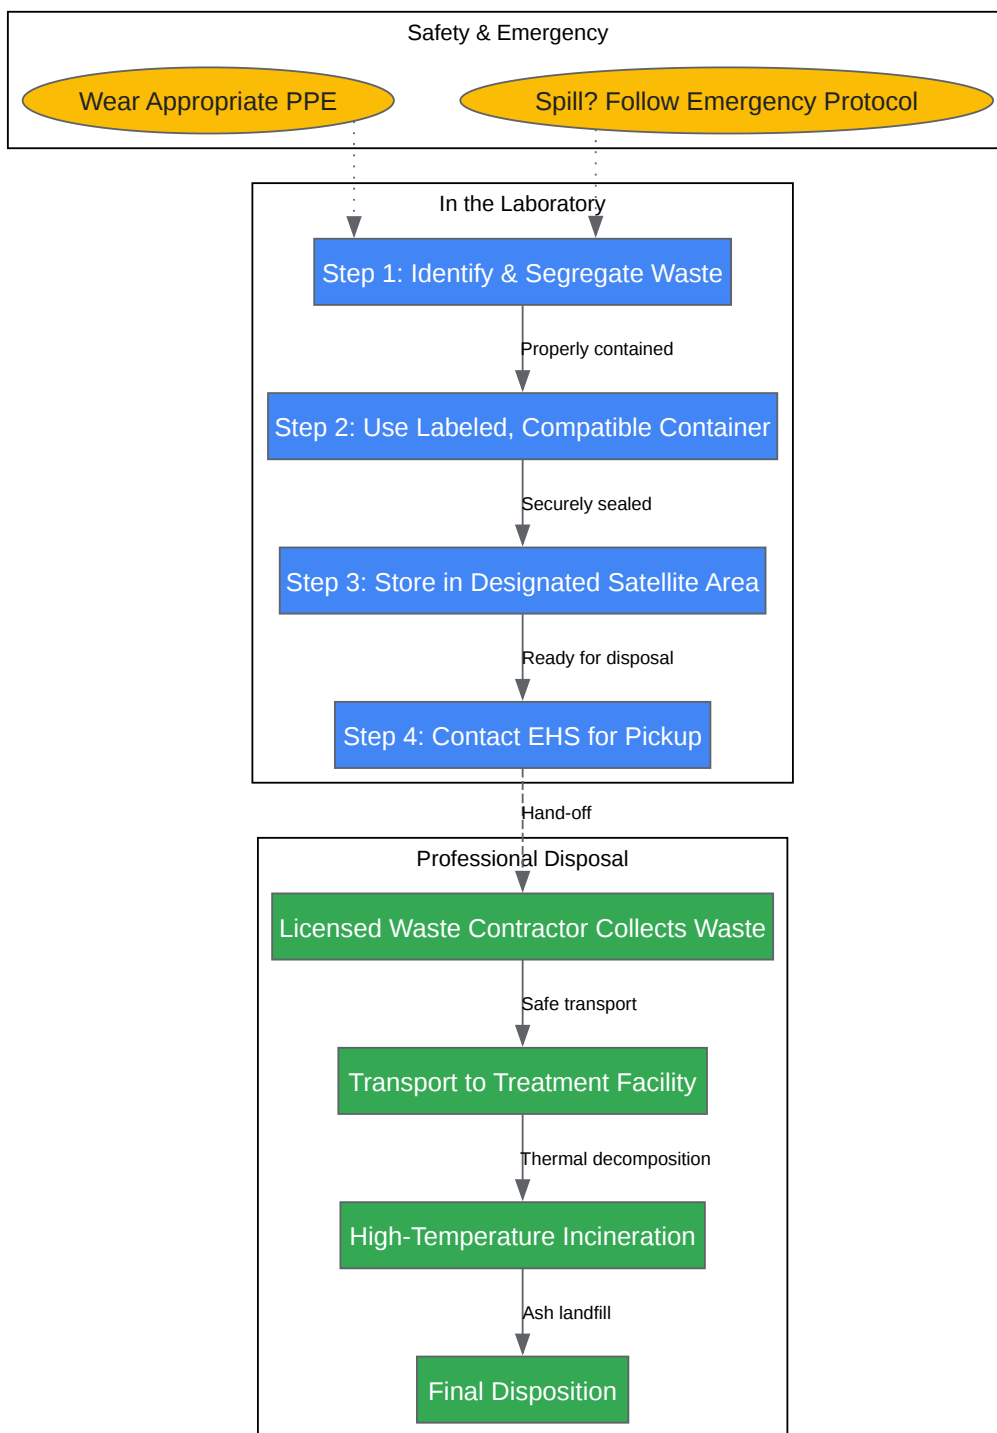 Safety & Emergency
Wear Appropriate PPE
Spill? Follow Emergency Protocol
In the Laboratory
Step 1: Identify & Segregate Waste
Properly contained
Step 2: Use Labeled, Compatible Container
Securely sealed
Step 3: Store in Designated Satellite Area
Ready for disposal
Step 4: Contact EHS for Pickup
Hand-off
Professional Disposal
Licensed Waste Contractor Collects Waste
Safe transport
Transport to Treatment Facility
Thermal decomposition
High-Temperature Incineration
Ash landfill
Final Disposition